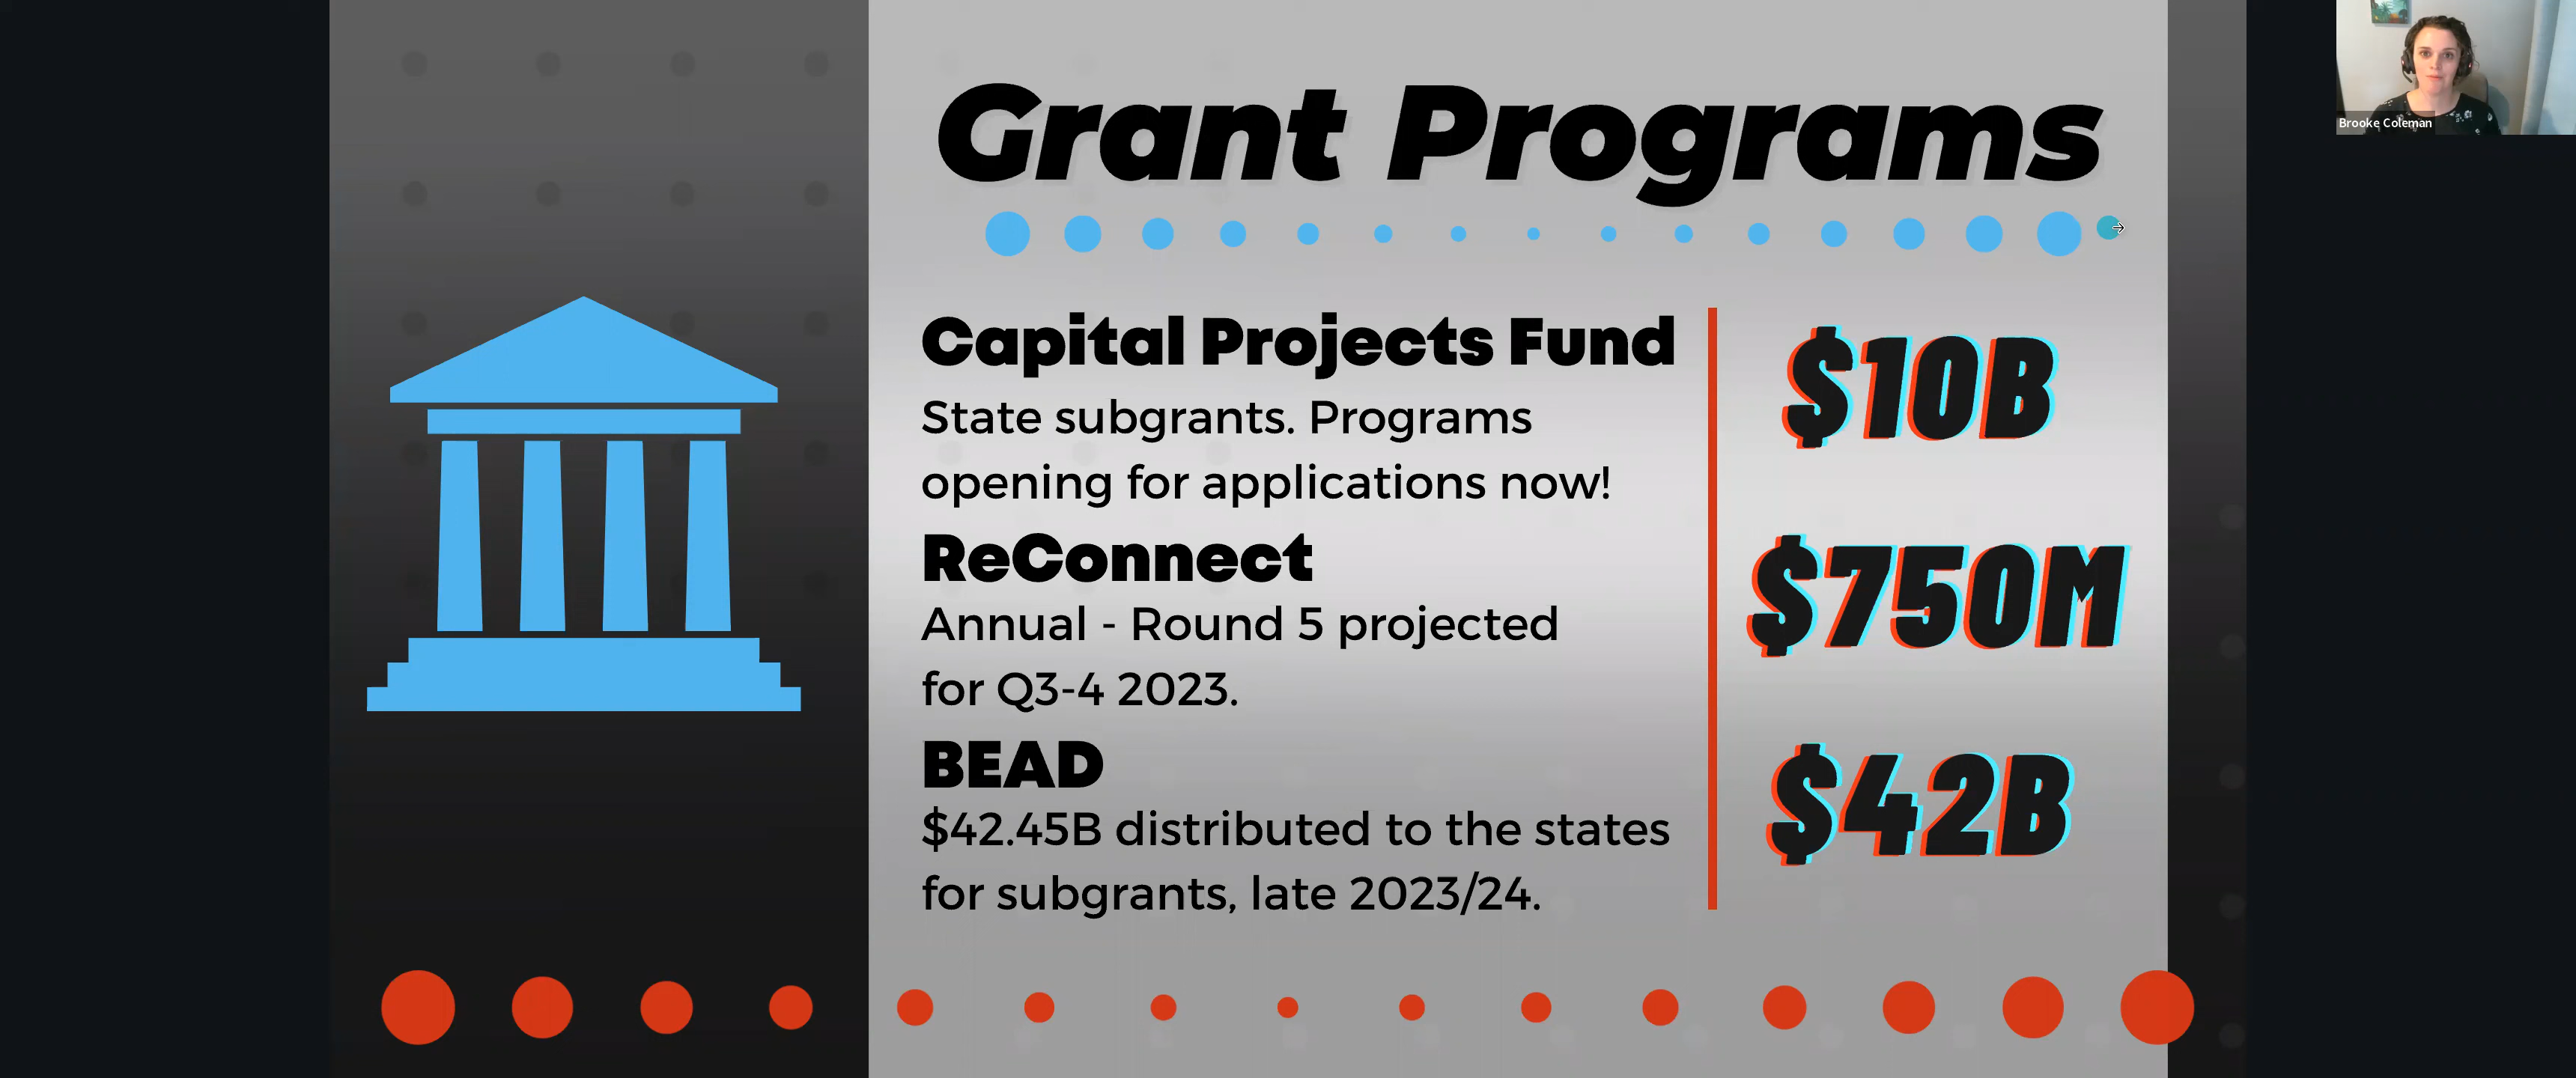 Grant Programs
Capital Projects Fund
State subgrants. Programs
opening for applications now!
$10B
ReConnect
Annual - Round 5 projected
for Q3-4 2023.
$750M
BEAD
$42.45B distributed to the states
for subgrants, late 2023/24.
$42B
Brooke Coleman